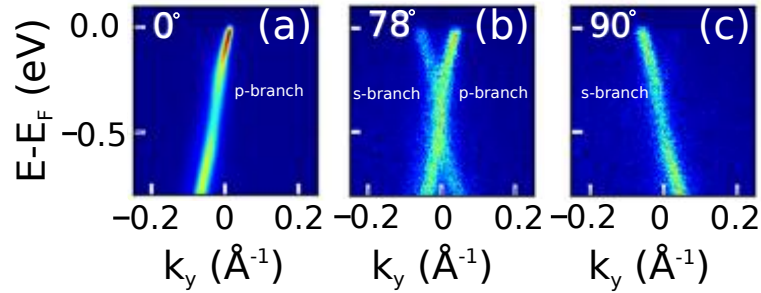 0° (a)
p-branch
78° (b)
s-branch
p-branch
90° (c)
s-branch
E-E_F (eV)
0.0
−0.5
−0.2 0 0.2
−0.2 0 0.2
−0.2 0 0.2
k_y (Å⁻¹)
k_y (Å⁻¹)
k_y (Å⁻¹)